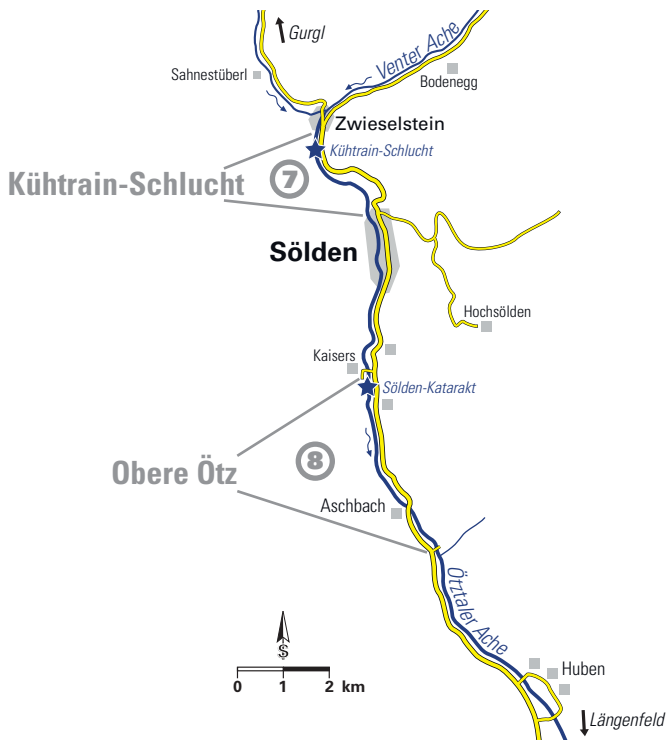 Gurgl
Venter Ache
Sahnestüberl
Bodenegg
Zwieselstein
Kühtrain-Schlucht
Kühtrain-Schlucht
7
Sölden
Hochsölden
Kaisers
Sölden-Katarakt
Obere Ötz
8
Aschbach
Ötztaler Ache
S
0 1 2 km
Huben
Längenfeld